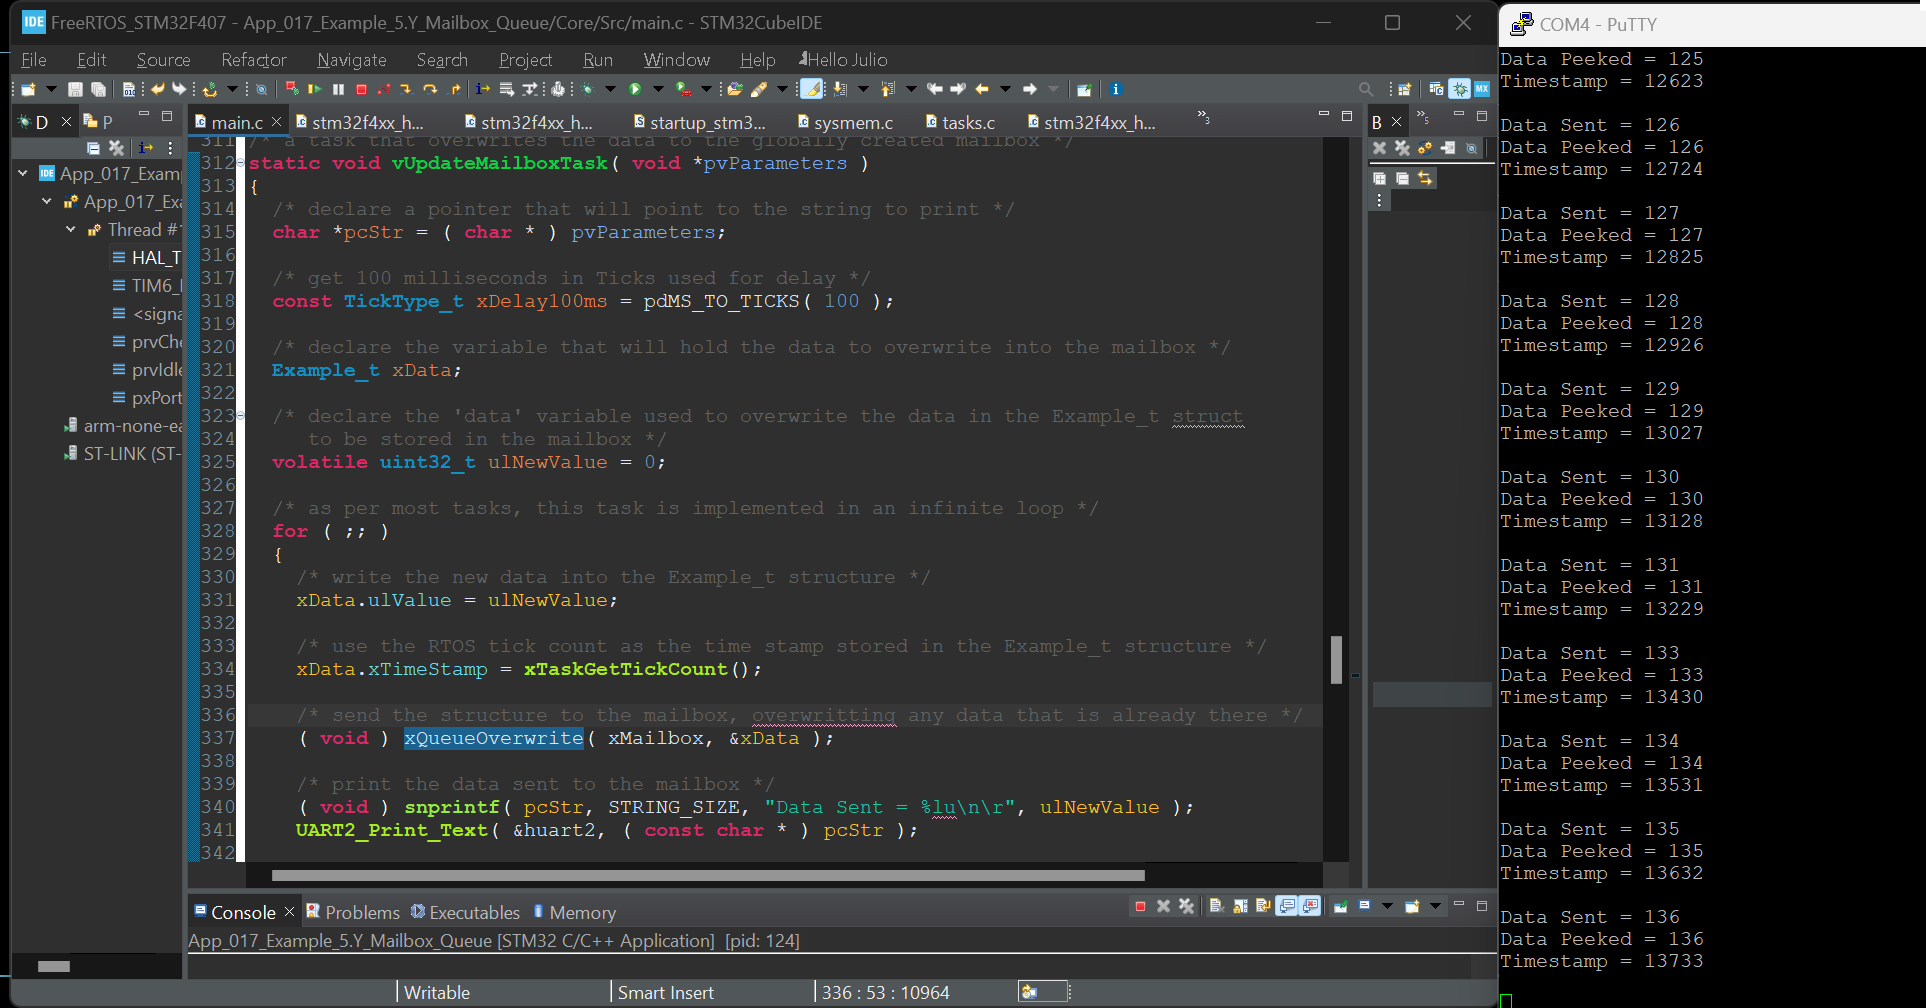 IDE FreeRTOS_STM32F407 - App_017_Example_5.Y_Mailbox_Queue/Core/Src/main.c - STM32CubeIDE
File Edit Source Refactor Navigate Search Project Run Window Help Hello Julio
D P
main.c stm32f4xx_h... stm32f4xx_h... startup_stm3... sysmem.c tasks.c stm32f4xx_h... »3
B »5
IDE App_017_Examp
App_017_Exa
Thread #
HAL_T
TIM6_
<signa
prvChe
prvIdle
pxPort
arm-none-ea
ST-LINK (ST-
311 /* a task that overwrites the data to the globally created mailbox */
312 static void vUpdateMailboxTask( void *pvParameters )
313 {
314 /* declare a pointer that will point to the string to print */
315 char *pcStr = ( char * ) pvParameters;
316
317 /* get 100 milliseconds in Ticks used for delay */
318 const TickType_t xDelay100ms = pdMS_TO_TICKS( 100 );
319
320 /* declare the variable that will hold the data to overwrite into the mailbox */
321 Example_t xData;
322
323 /* declare the 'data' variable used to overwrite the data in the Example_t struct
324 to be stored in the mailbox */
325 volatile uint32_t ulNewValue = 0;
326
327 /* as per most tasks, this task is implemented in an infinite loop */
328 for ( ;; )
329 {
330 /* write the new data into the Example_t structure */
331 xData.ulValue = ulNewValue;
332
333 /* use the RTOS tick count as the time stamp stored in the Example_t structure */
334 xData.xTimeStamp = xTaskGetTickCount();
335
336 /* send the structure to the mailbox, overwritting any data that is already there */
337 ( void ) xQueueOverwrite( xMailbox, &xData );
338
339 /* print the data sent to the mailbox */
340 ( void ) snprintf( pcStr, STRING_SIZE, "Data Sent = %lu\n\r", ulNewValue );
341 UART2_Print_Text( &huart2, ( const char * ) pcStr );
342
Console Problems Executables Memory
App_017_Example_5.Y_Mailbox_Queue [STM32 C/C++ Application] [pid: 124]
Writable Smart Insert 336 : 53 : 10964
COM4 - PuTTY
Data Peeked = 125
Timestamp = 12623
Data Sent = 126
Data Peeked = 126
Timestamp = 12724
Data Sent = 127
Data Peeked = 127
Timestamp = 12825
Data Sent = 128
Data Peeked = 128
Timestamp = 12926
Data Sent = 129
Data Peeked = 129
Timestamp = 13027
Data Sent = 130
Data Peeked = 130
Timestamp = 13128
Data Sent = 131
Data Peeked = 131
Timestamp = 13229
Data Sent = 133
Data Peeked = 133
Timestamp = 13430
Data Sent = 134
Data Peeked = 134
Timestamp = 13531
Data Sent = 135
Data Peeked = 135
Timestamp = 13632
Data Sent = 136
Data Peeked = 136
Timestamp = 13733